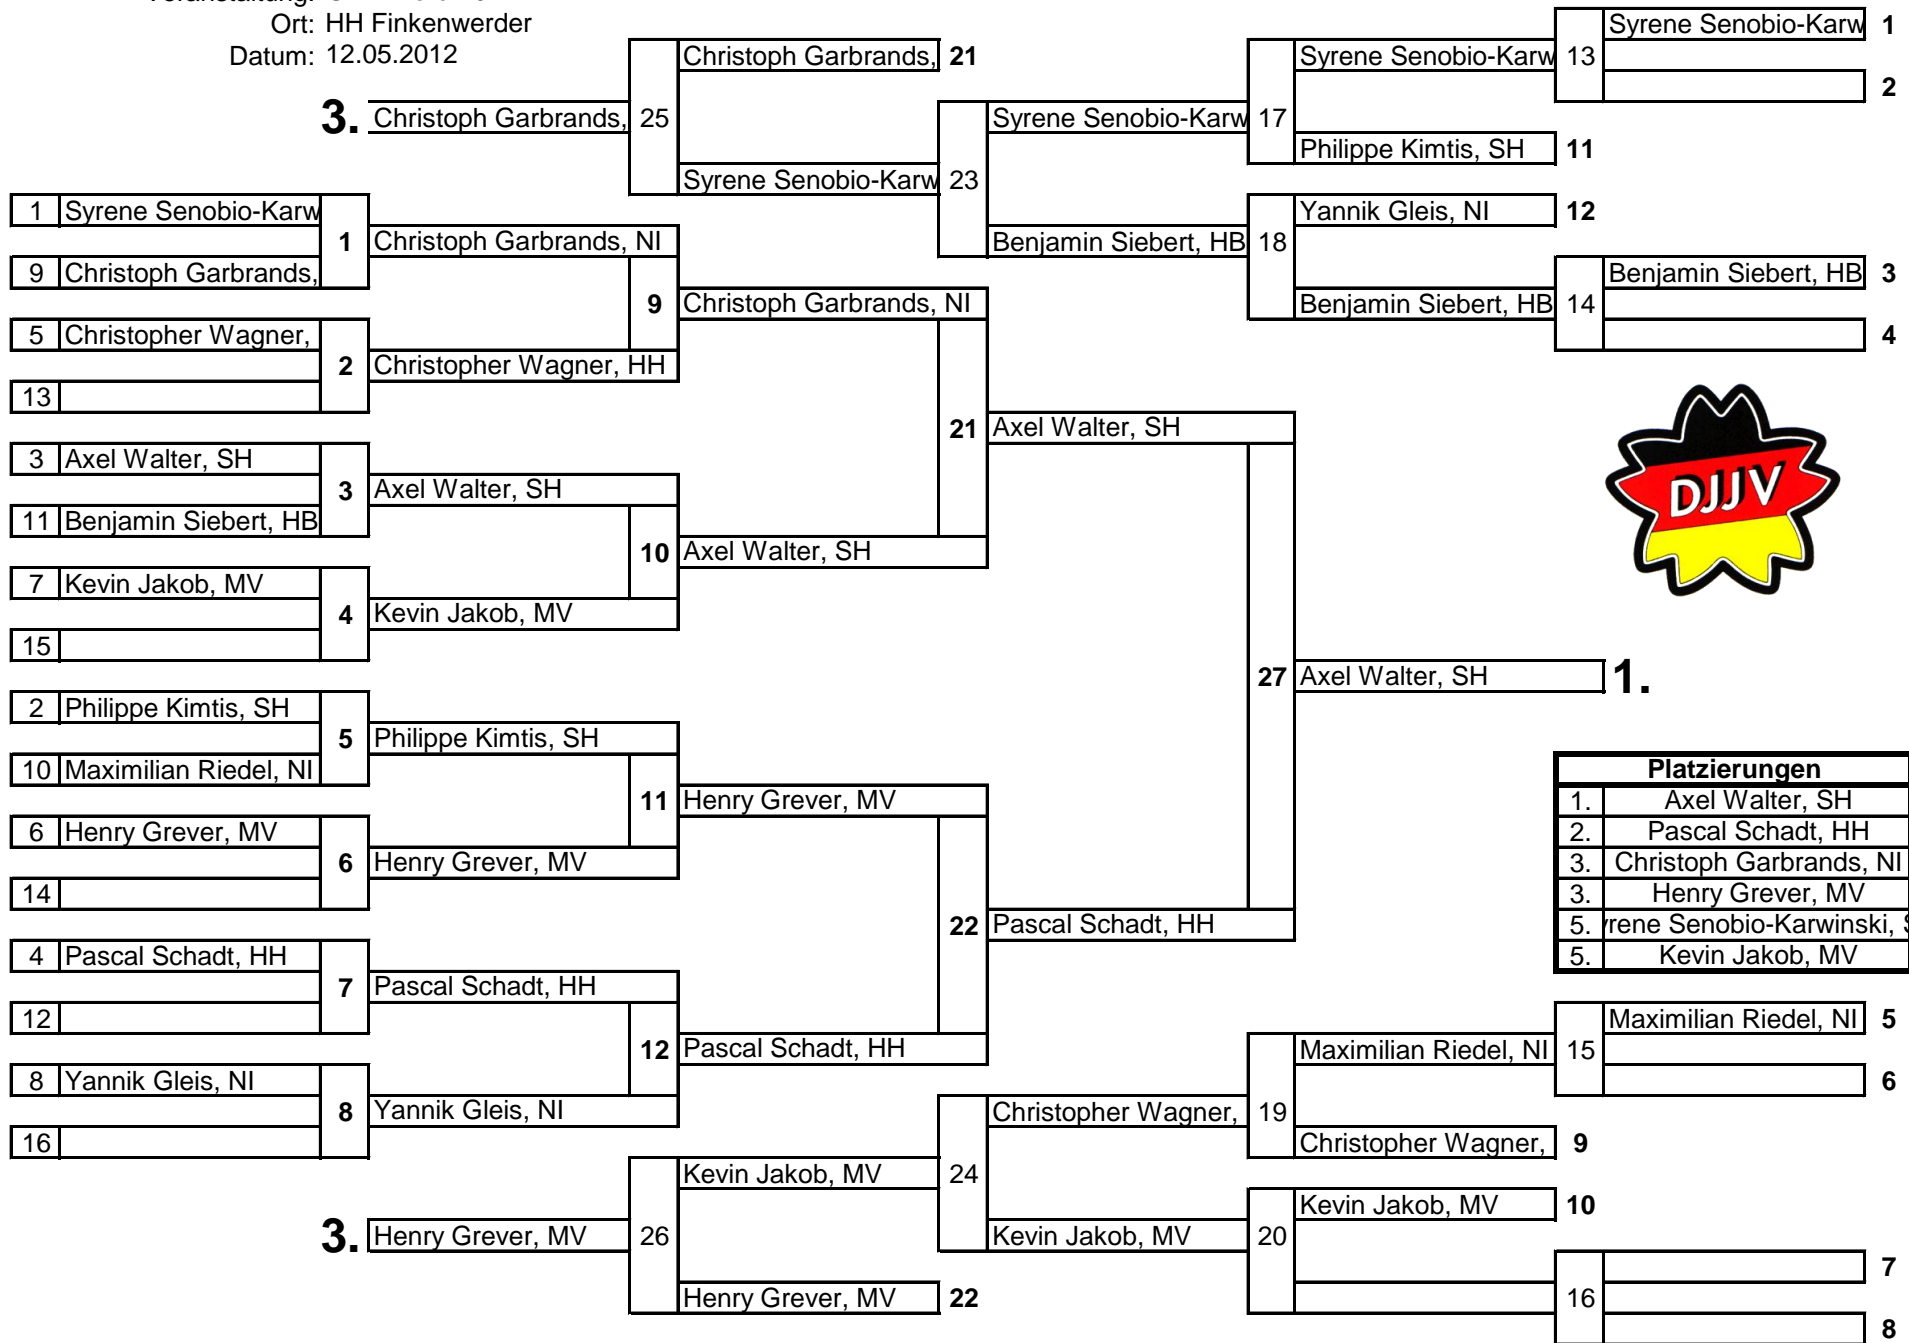 Ort: HH Finkenwerder
Datum: 12.05.2012
3. Christoph Garbrands, 25
Christoph Garbrands, 21
Syrene Senobio-Karw 23
Syrene Senobio-Karw 17
Benjamin Siebert, HB 18
Syrene Senobio-Karw 13
Philippe Kimtis, SH 11
Yannik Gleis, NI 12
Benjamin Siebert, HB 14
Syrene Senobio-Karw 1
2
Benjamin Siebert, HB 3
4
1 Syrene Senobio-Karw
1
9 Christoph Garbrands,
5 Christopher Wagner,
2
13
3 Axel Walter, SH
3
11 Benjamin Siebert, HB
7 Kevin Jakob, MV
4
15
2 Philippe Kimtis, SH
5
10 Maximilian Riedel, NI
6 Henry Grever, MV
6
14
4 Pascal Schadt, HH
7
12
8 Yannik Gleis, NI
8
16
Christoph Garbrands, NI
9
Christopher Wagner, HH
Axel Walter, SH
10
Kevin Jakob, MV
Philippe Kimtis, SH
11
Henry Grever, MV
Pascal Schadt, HH
12
Yannik Gleis, NI
Christoph Garbrands, NI
21
Axel Walter, SH
Henry Grever, MV
22
Pascal Schadt, HH
Axel Walter, SH
27
Pascal Schadt, HH
Axel Walter, SH 1.
DJJV
Platzierungen
1. Axel Walter, SH
2. Pascal Schadt, HH
3. Christoph Garbrands, NI
3. Henry Grever, MV
5. yrene Senobio-Karwinski, S
5. Kevin Jakob, MV
3. Henry Grever, MV 26
Kevin Jakob, MV 24
Henry Grever, MV 22
Christopher Wagner, 19
Kevin Jakob, MV 20
Maximilian Riedel, NI 15
Christopher Wagner, 9
Kevin Jakob, MV 10
16
Maximilian Riedel, NI 5
6
7
8